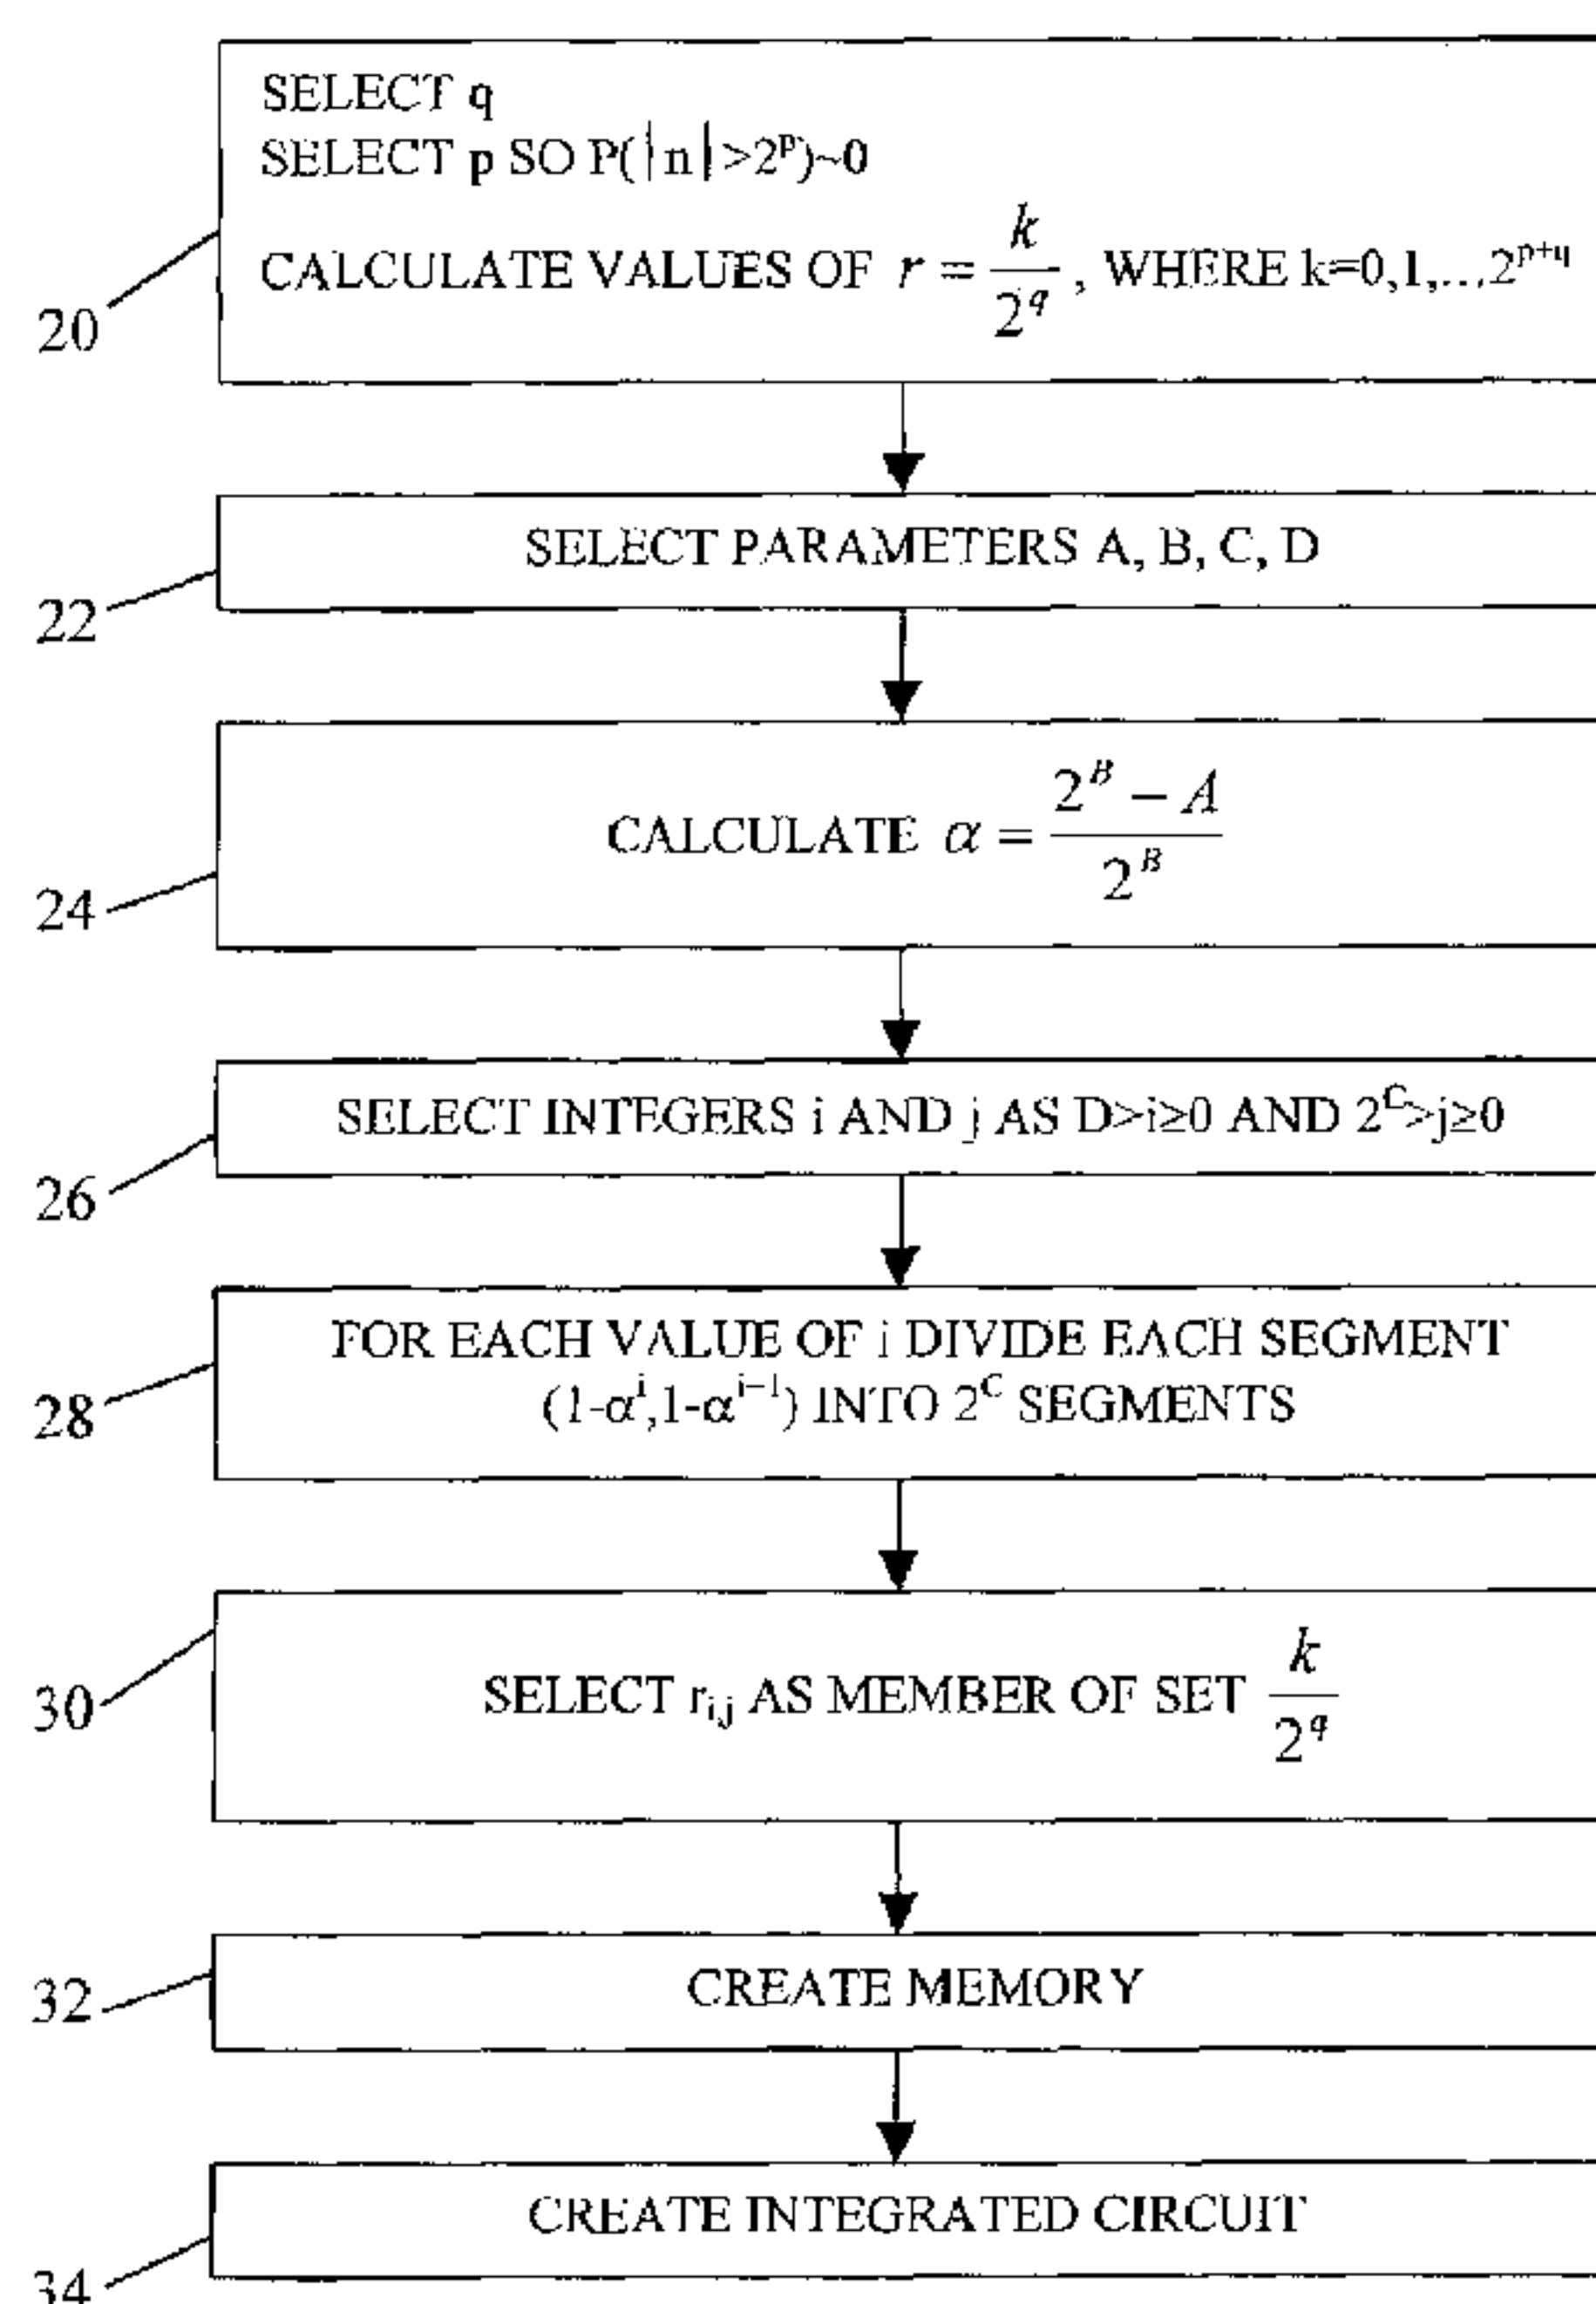 SELECT q
SELECT p SO P(|n|>2^p)~0
CALCULATE VALUES OF r = k/2^q, WHERE k=0,1,...2^{p+q}
20
SELECT PARAMETERS A, B, C, D
22
CALCULATE α = (2^B − A)/2^B
24
SELECT INTEGERS i AND j AS D>i≥0 AND 2^C>j≥0
26
FOR EACH VALUE OF i DIVIDE EACH SEGMENT
(1-α^i,1-α^{i−1}) INTO 2^C SEGMENTS
28
SELECT r_{i,j} AS MEMBER OF SET k/2^q
30
CREATE MEMORY
32
CREATE INTEGRATED CIRCUIT
34